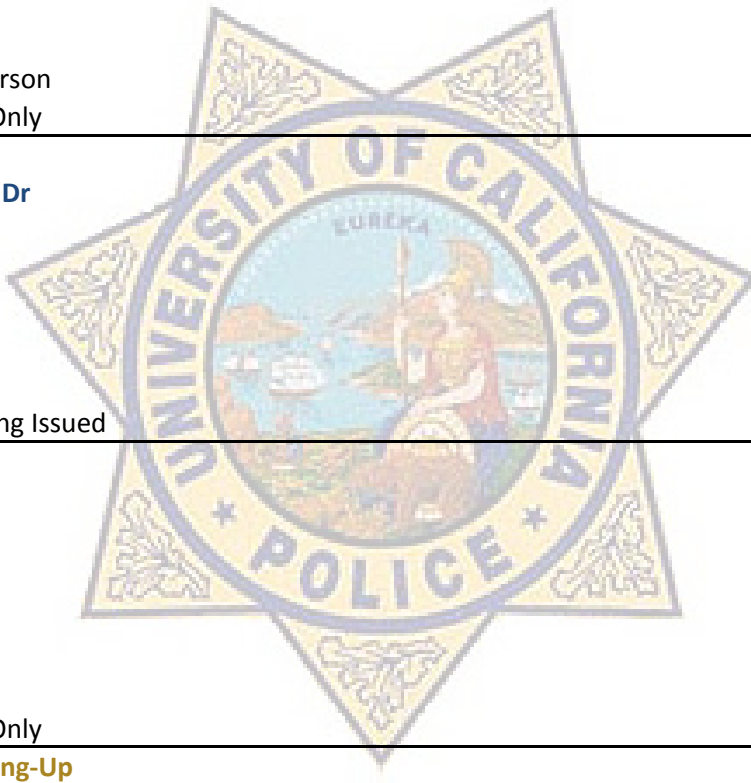 rson
Only
Dr
ng Issued
Only
ng-Up
UNIVERSITY OF CALIFORNIA
EUREKA
* POLICE *